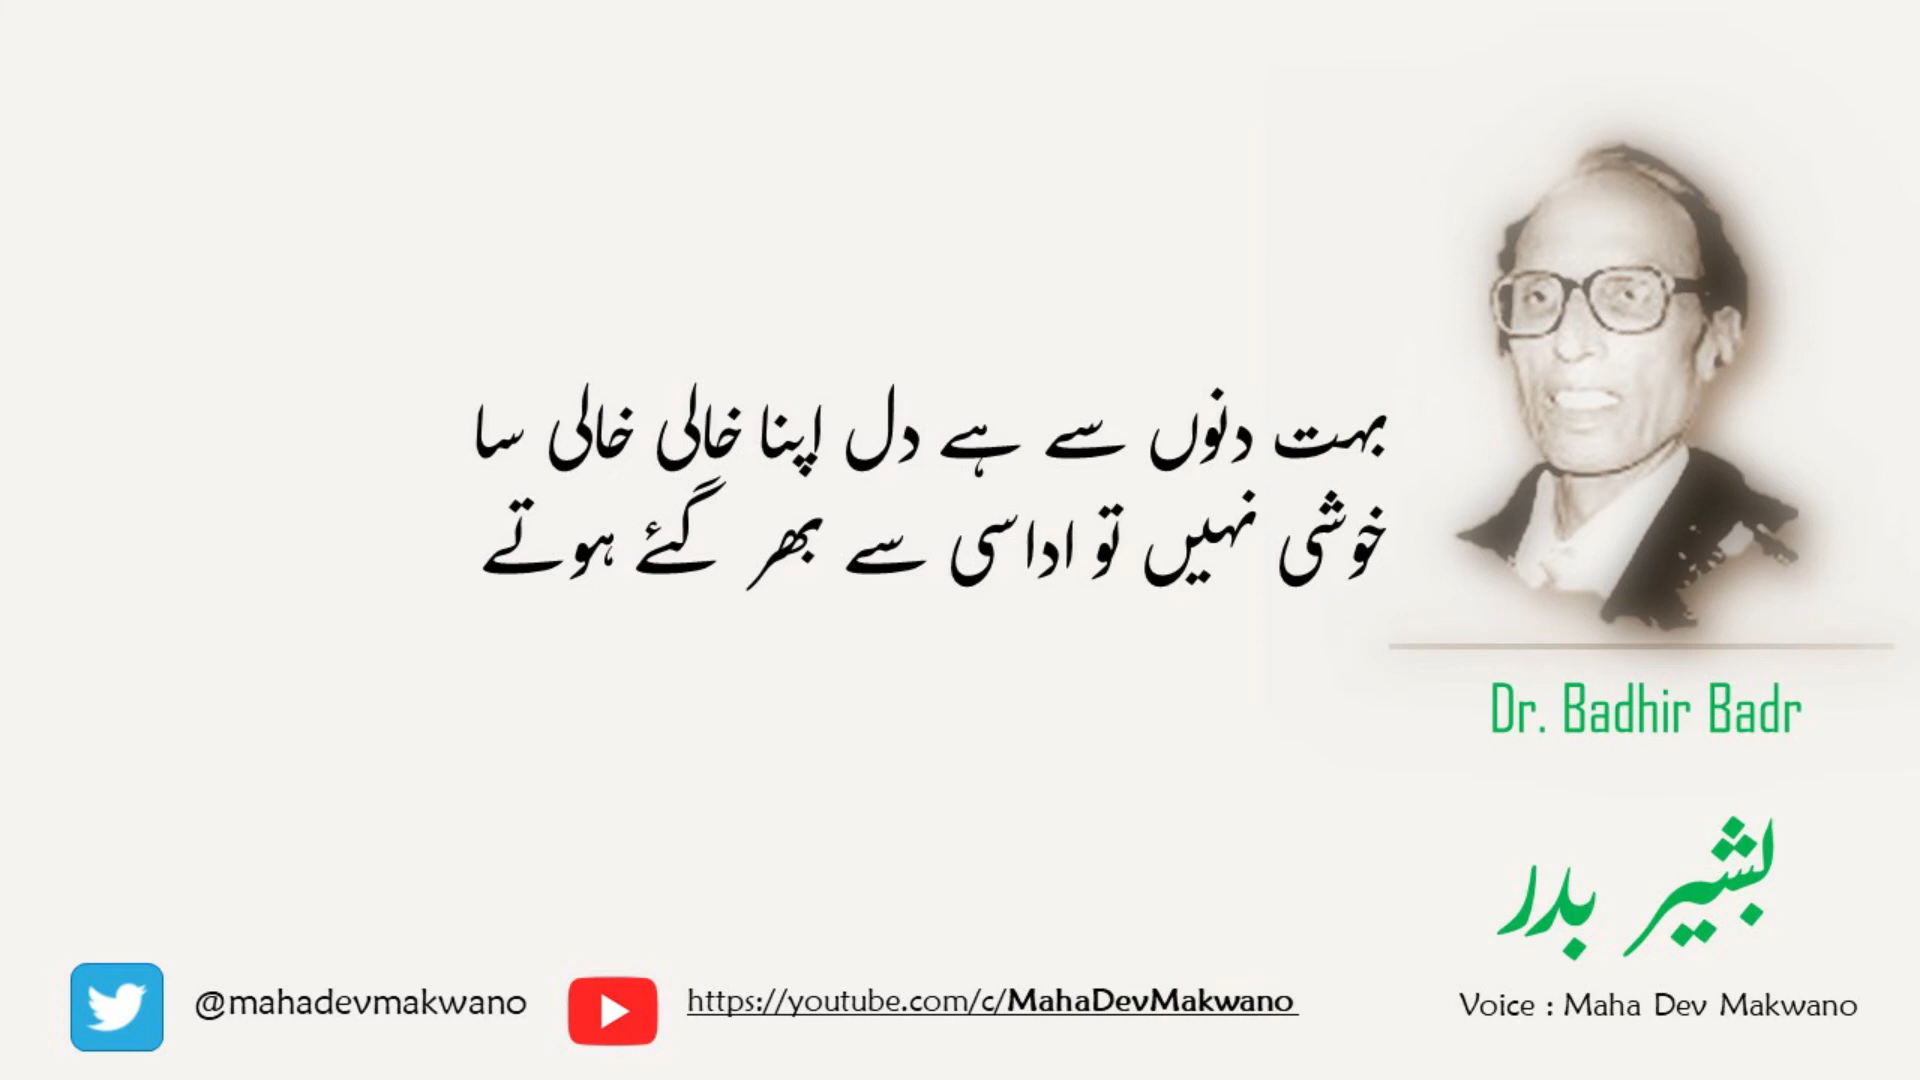 بہت دنوں سے ہے دل اپنا خالی خالی سا
خوشی نہیں تو اداسی سے بھر گئے ہوتے
Dr. Badhir Badr
بشیر بدر
@mahadevmakwano
https://youtube.com/c/MahaDevMakwano
Voice : Maha Dev Makwano